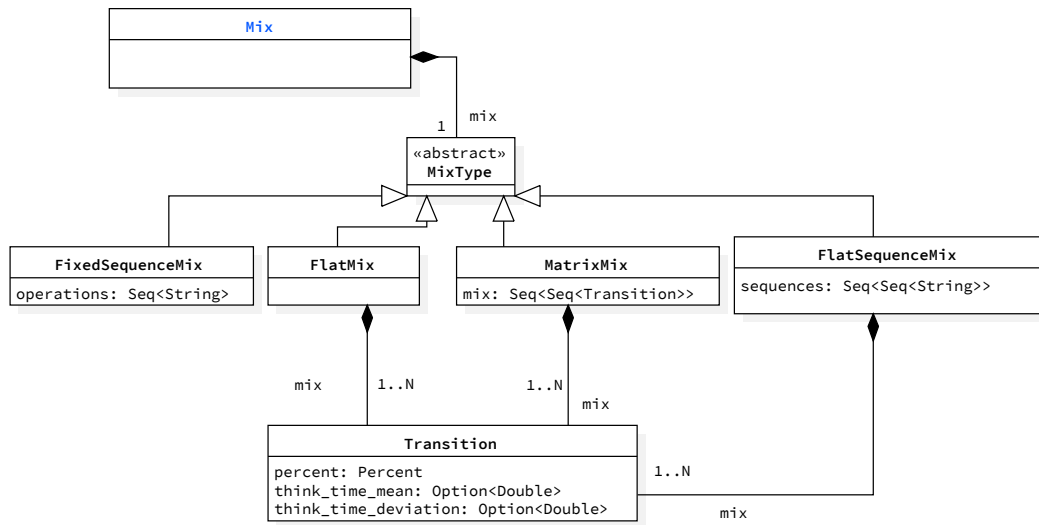 Mix
mix
1
«abstract»
MixType
FixedSequenceMix
operations: Seq<String>
FlatMix
MatrixMix
mix: Seq<Seq<Transition>>
FlatSequenceMix
sequences: Seq<Seq<String>>
mix
1..N
1..N
mix
Transition
percent: Percent
think_time_mean: Option<Double>
think_time_deviation: Option<Double>
1..N
mix